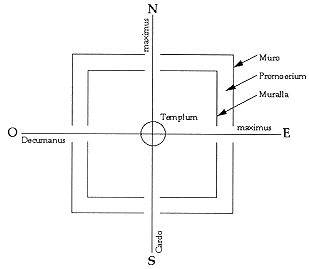 N
maximus
Muro
Promoerium
Muralla
Templum
maximus
O
E
Decumanus
Cardo
S